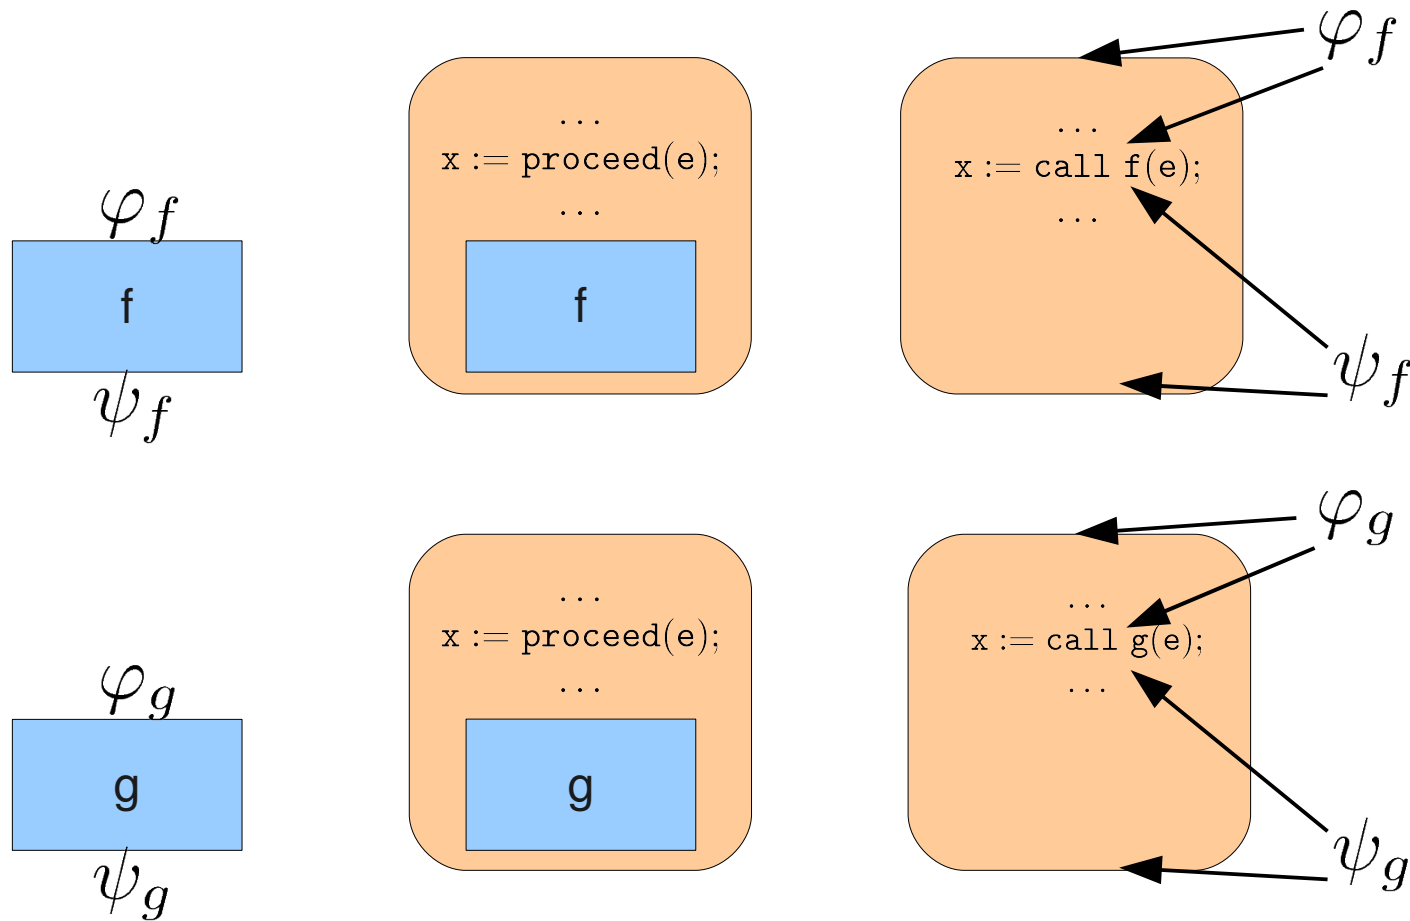 φf
f
ψf
...
x := proceed(e);
...
f
...
x := call f(e);
...
φf
ψf
φg
g
ψg
...
x := proceed(e);
...
g
...
x := call g(e);
...
φg
ψg